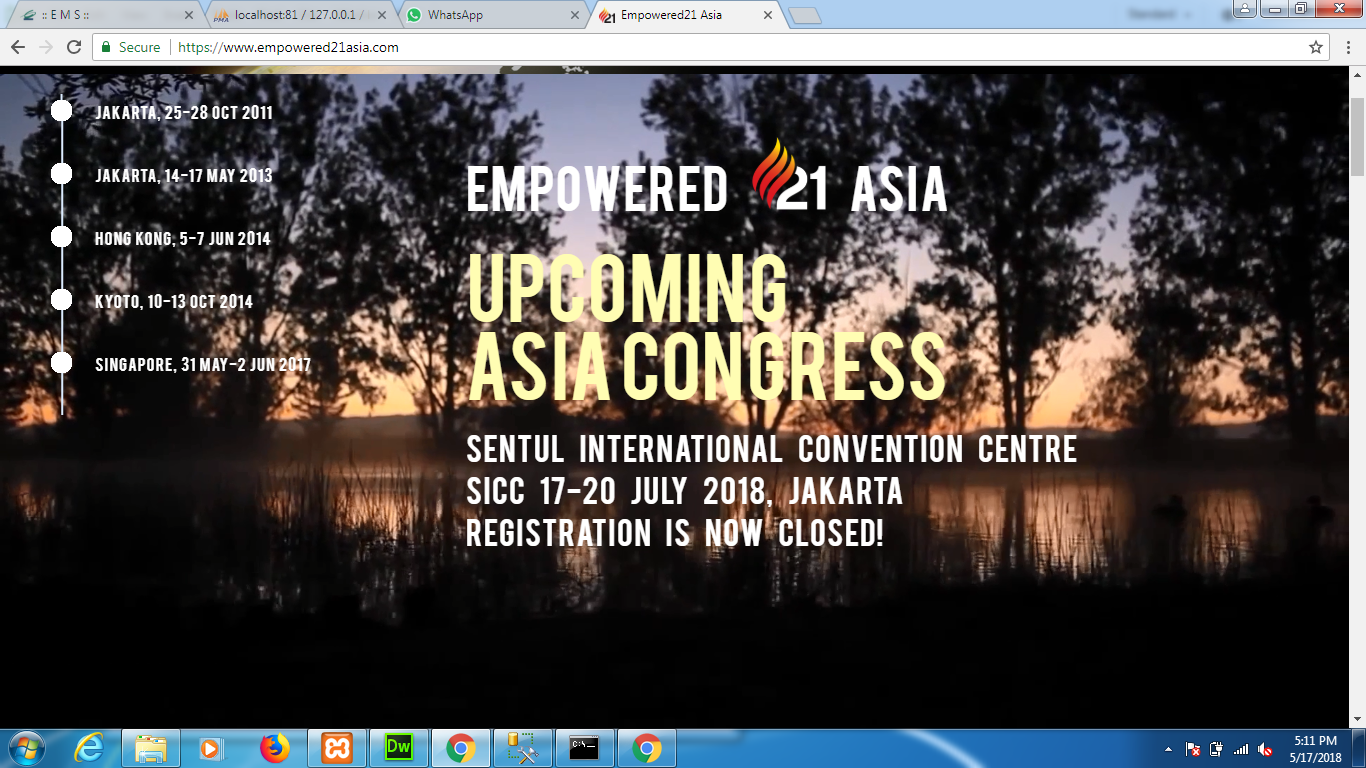 :: E M S ::
localhost:81 / 127.0.0.1 /
WhatsApp
Empowered21 Asia
Secure
https://www.empowered21asia.com
JAKARTA, 25-28 OCT 2011
JAKARTA, 14-17 MAY 2013
HONG KONG, 5-7 JUN 2014
KYOTO, 10-13 OCT 2014
SINGAPORE, 31 MAY-2 JUN 2017
EMPOWERED 21 ASIA
UPCOMING
ASIA CONGRESS
SENTUL INTERNATIONAL CONVENTION CENTRE
SICC 17-20 JULY 2018, JAKARTA
REGISTRATION IS NOW CLOSED!
Dw
C:\_
5:11 PM
5/17/2018